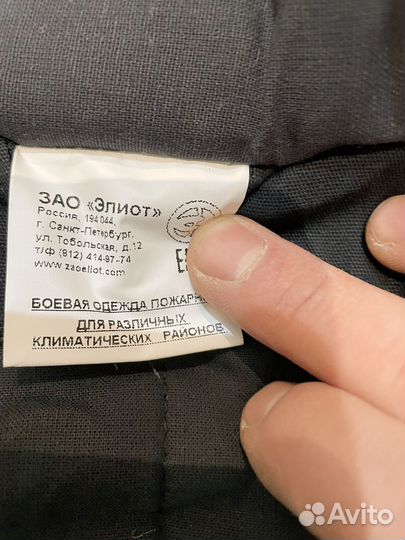 ЗАО «Элиот»
Россия, 194044,
г. Санкт-Петербург,
ул. Тобольская, д.12
т/ф (812) 414-97-74
www.zaoeliot.com
БОЕВАЯ ОДЕЖДА
ДЛЯ РАЗЛИЧНЫХ
КЛИМАТИЧЕСКИХ РАЙОНОВ.
Avito